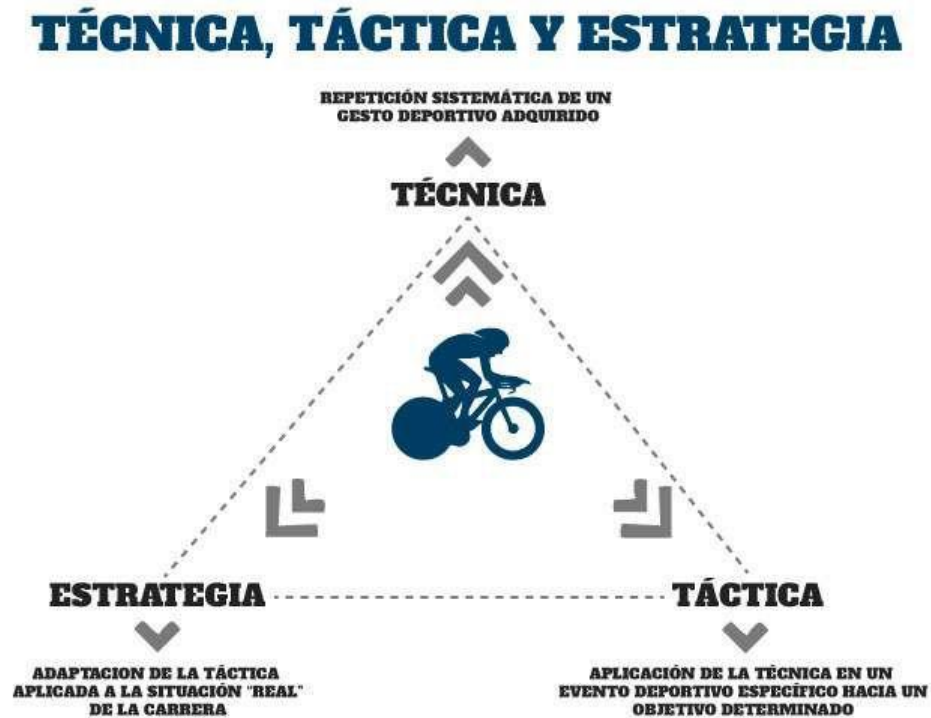 TÉCNICA, TÁCTICA Y ESTRATEGIA
REPETICIÓN SISTEMÁTICA DE UN
GESTO DEPORTIVO ADQUIRIDO
TÉCNICA
ESTRATEGIA
TÁCTICA
ADAPTACION DE LA TÁCTICA
APLICADA A LA SITUACIÓN "REAL"
DE LA CARRERA
APLICACIÓN DE LA TÉCNICA EN UN
EVENTO DEPORTIVO ESPECÍFICO HACIA UN
OBJETIVO DETERMINADO